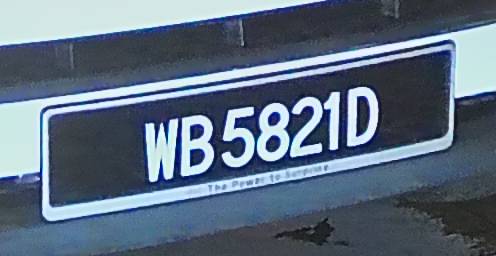 WB5821D
The Power to Surprise